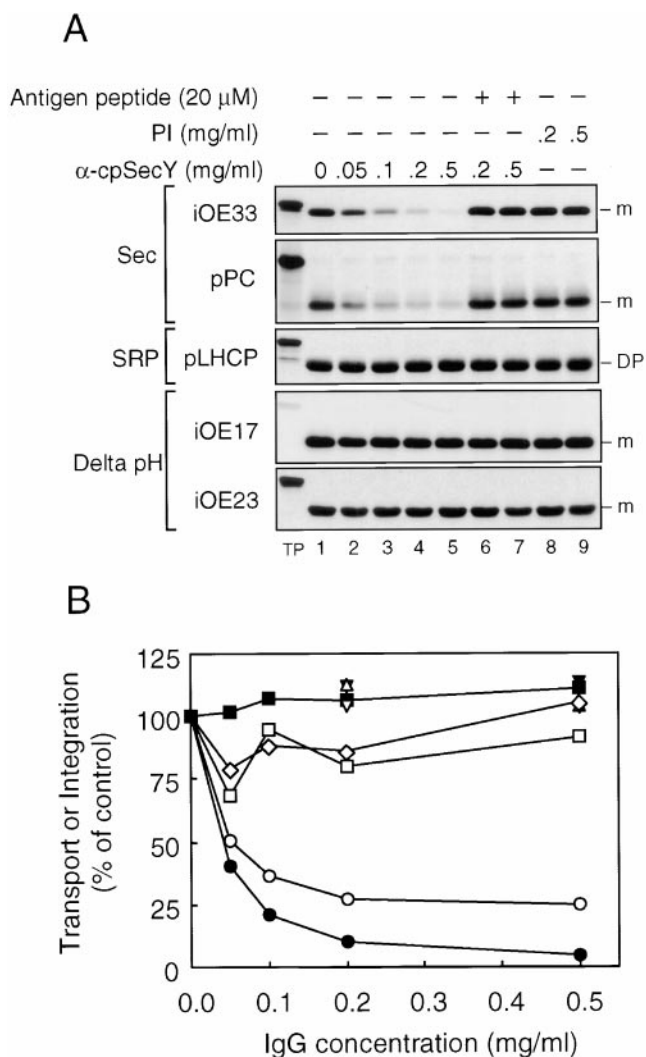 A
Antigen peptide (20 μM) – – – – – + + – –
PI (mg/ml) – – – – – – – .2 .5
α-cpSecY (mg/ml) 0 .05 .1 .2 .5 .2 .5 – –
Sec
iOE33 – m
pPC – m
SRP
pLHCP – DP
Delta pH
iOE17 – m
iOE23 – m
TP 1 2 3 4 5 6 7 8 9
B
Transport or Integration
(% of control)
125
100
75
50
25
0
0.0 0.1 0.2 0.3 0.4 0.5
IgG concentration (mg/ml)